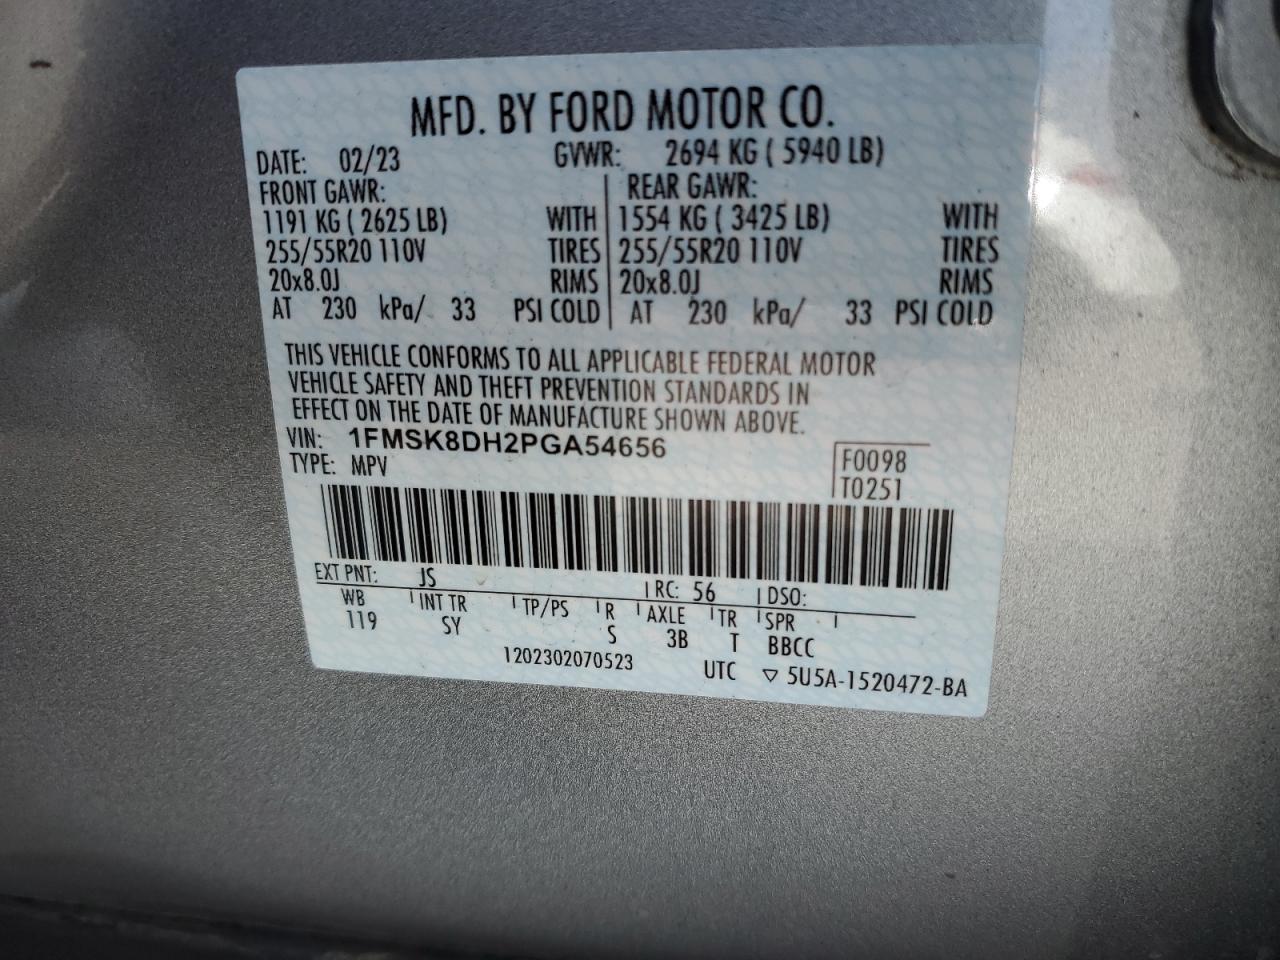 MFD. BY FORD MOTOR CO.
DATE: 02/23 GVWR: 2694 KG ( 5940 LB)
FRONT GAWR: REAR GAWR:
1191 KG ( 2625 LB) WITH 1554 KG ( 3425 LB) WITH
255/55R20 110V TIRES 255/55R20 110V TIRES
20x8.0J RIMS 20x8.0J RIMS
AT 230 kPa/ 33 PSI COLD AT 230 kPa/ 33 PSI COLD
THIS VEHICLE CONFORMS TO ALL APPLICABLE FEDERAL MOTOR
VEHICLE SAFETY AND THEFT PREVENTION STANDARDS IN
EFFECT ON THE DATE OF MANUFACTURE SHOWN ABOVE.
VIN: 1FMSK8DH2PGA54656
TYPE: MPV
F0098
T0251
EXT PNT: JS RC: 56 DSO:
WB INT TR TP/PS R AXLE TR SPR
119 SY S 3B T BBCC
1202302070523 UTC ▽ 5U5A-1520472-BA